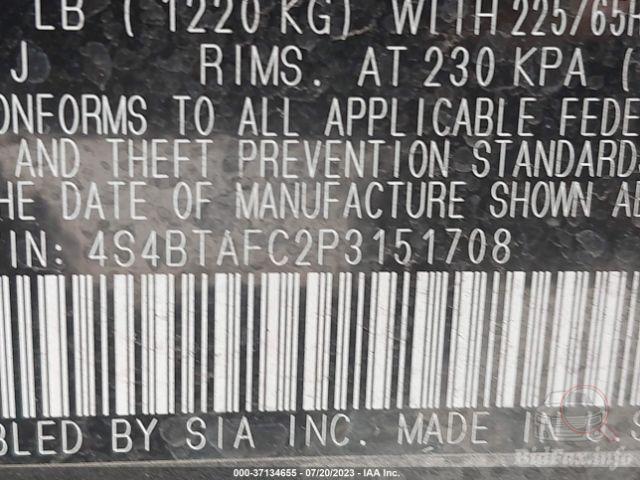 LB ( 1220 KG) WITH 225/65R
J RIMS. AT 230 KPA (
ONFORMS TO ALL APPLICABLE FEDE
AND THEFT PREVENTION STANDARDS
HE DATE OF MANUFACTURE SHOWN AB
IN: 4S4BTAFC2P3151708
BLED BY SIA INC. MADE IN U.S
BidFax.info
000-37134655 - 07/20/2023 - IAA Inc.